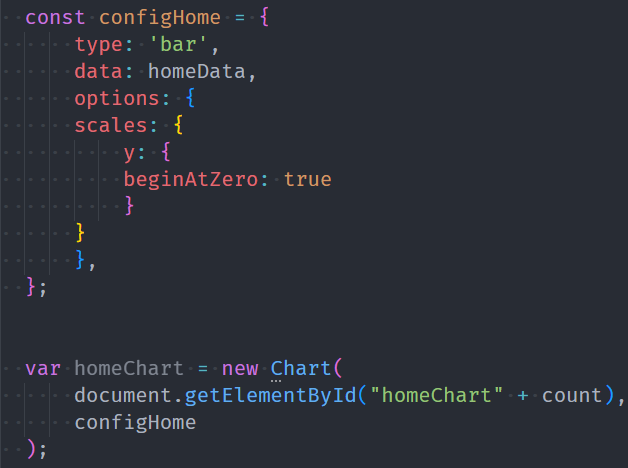 const configHome = {
type: 'bar',
data: homeData,
options: {
scales: {
y: {
beginAtZero: true
}
}
},
};
var homeChart = new Chart(
document.getElementById("homeChart" + count),
configHome
);